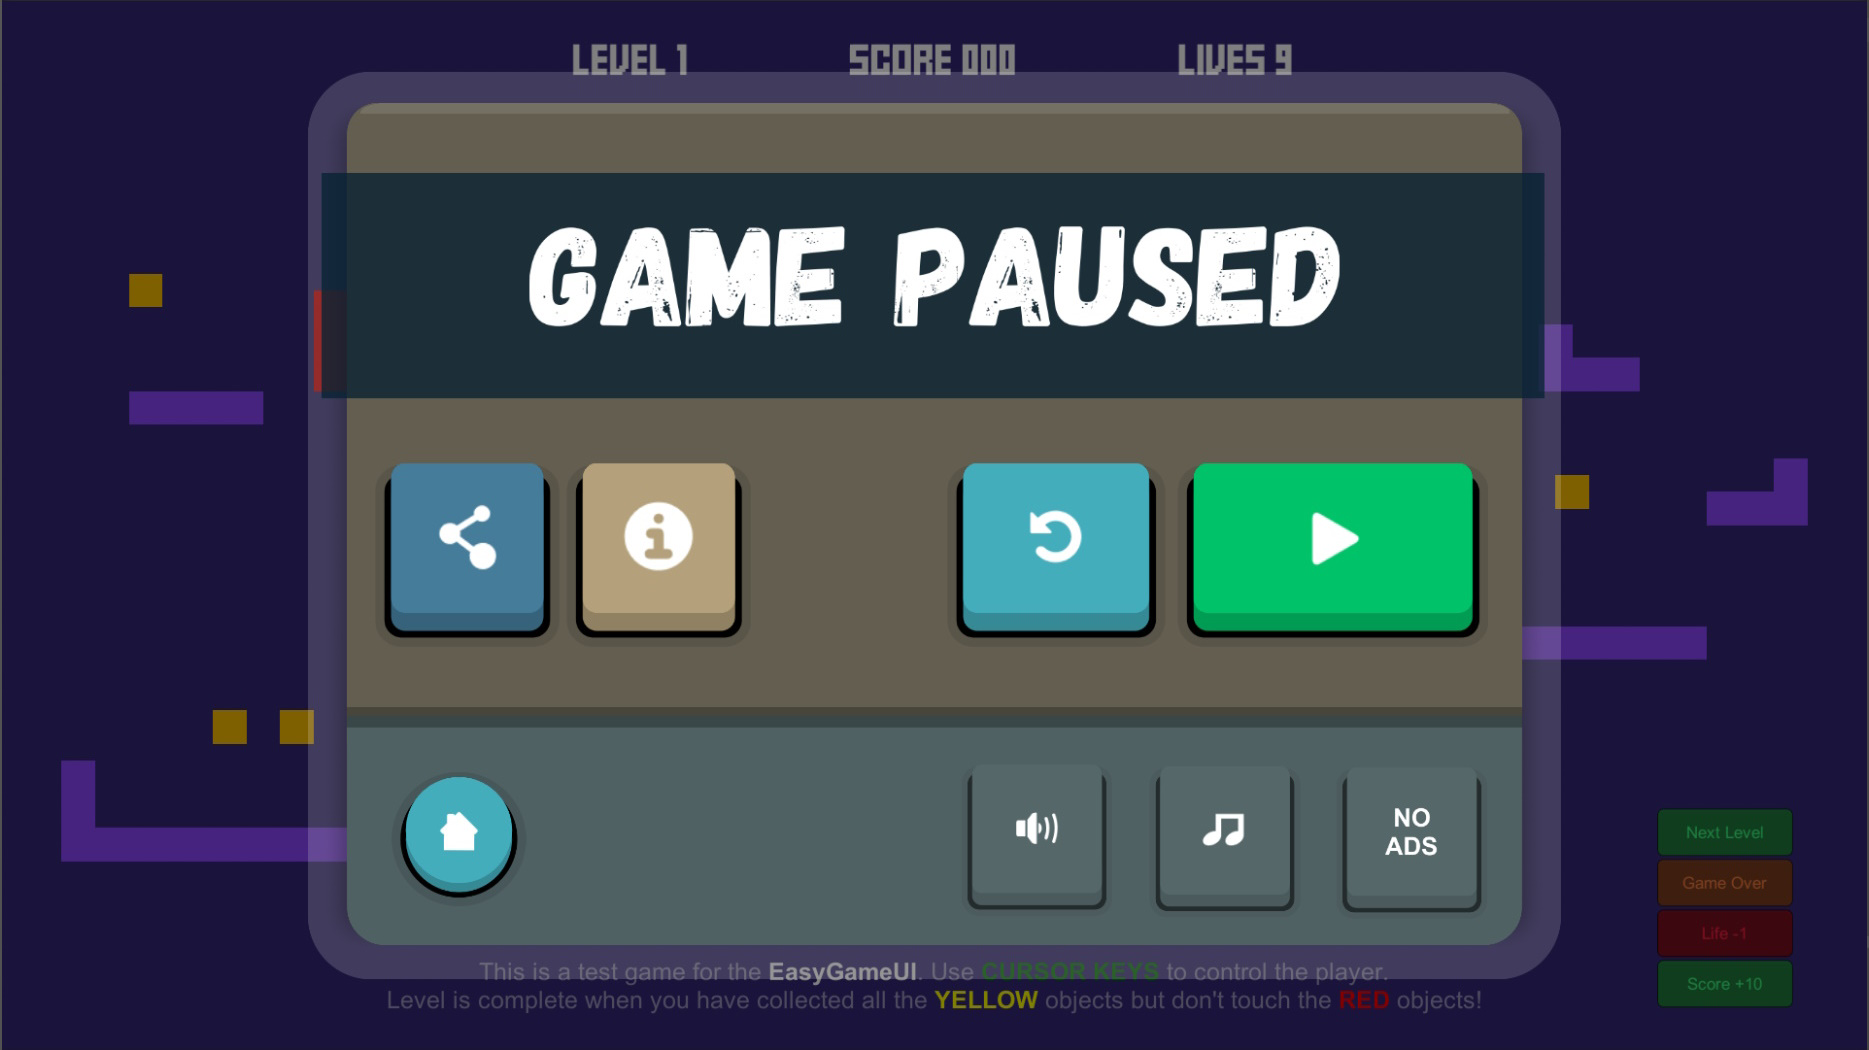 LEVEL 1
SCORE 000
LIVES 9
GAME PAUSED
NO
ADS
Next Level
Game Over
Life -1
Score +10
This is a test game for the EasyGameUI. Use CURSOR KEYS to control the player.
Level is complete when you have collected all the YELLOW objects but don't touch the RED objects!